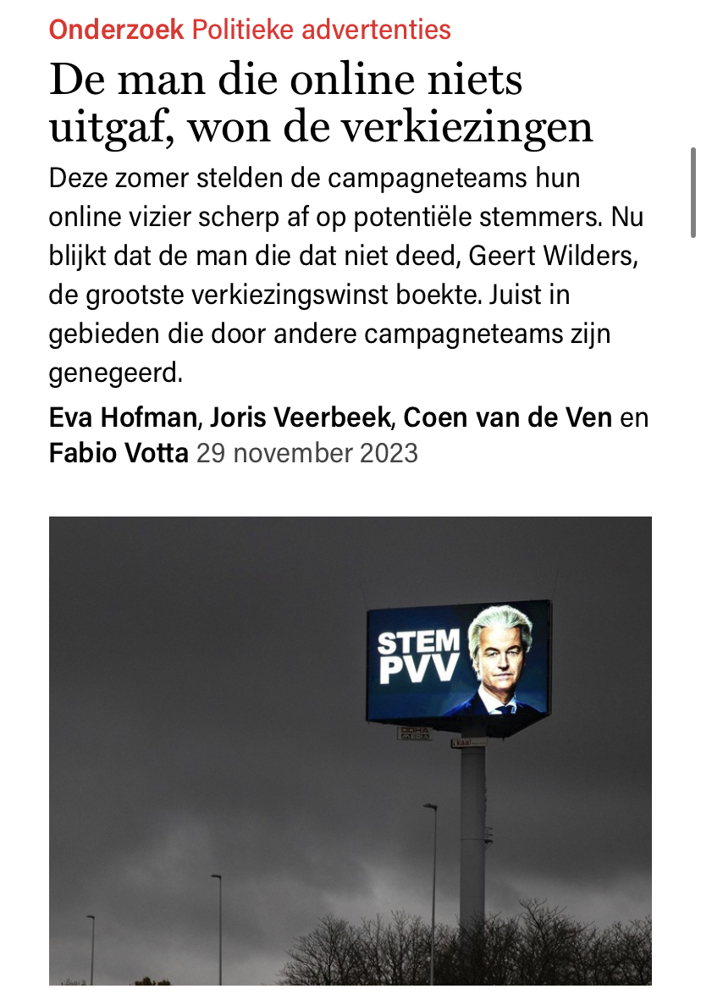 Onderzoek Politieke advertenties
De man die online niets
uitgaf, won de verkiezingen
Deze zomer stelden de campagneteams hun
online vizier scherp af op potentiële stemmers. Nu
blijkt dat de man die dat niet deed, Geert Wilders,
de grootste verkiezingswinst boekte. Juist in
gebieden die door andere campagneteams zijn
genegeerd.
Eva Hofman, Joris Veerbeek, Coen van de Ven en
Fabio Votta 29 november 2023
STEM
PVV